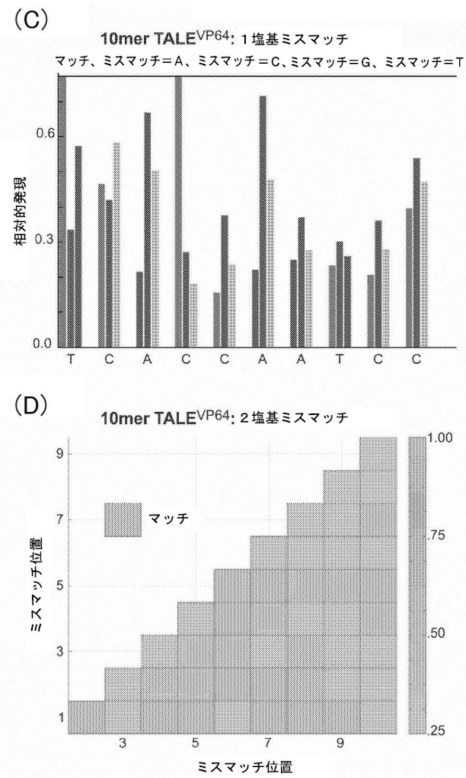 (C)
10mer TALEVP64: 1塩基ミスマッチ
マッチ、ミスマッチ=A、ミスマッチ=C、ミスマッチ=G、ミスマッチ=T
0.6
相対的発現
0.3
0.0
T C A C C A A T C C
(D)
10mer TALEVP64: 2塩基ミスマッチ
9
1.00
マッチ
7
.75
ミスマッチ位置
5
.50
3
1
.25
3 5 7 9
ミスマッチ位置